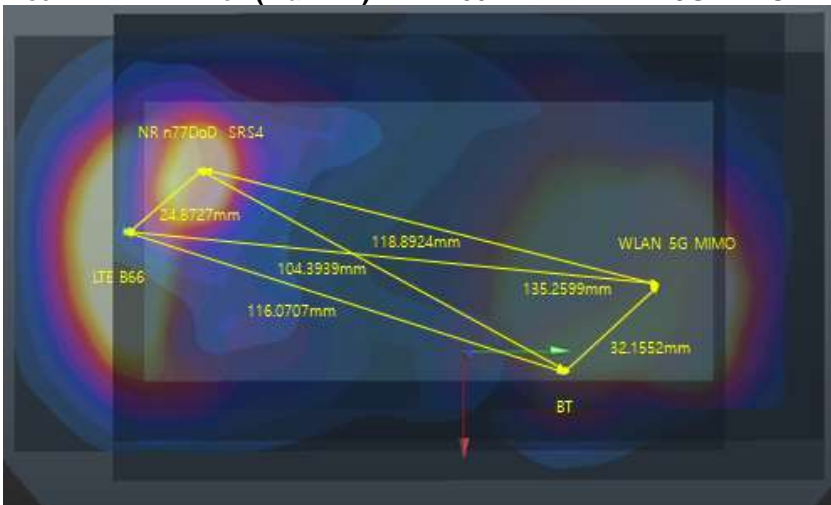 NR n77DoD SRS4
24.8727mm
118.8924mm
WLAN 5G MIMO
104.3939mm
LTE B66
135.2599mm
116.0707mm
32.1552mm
BT